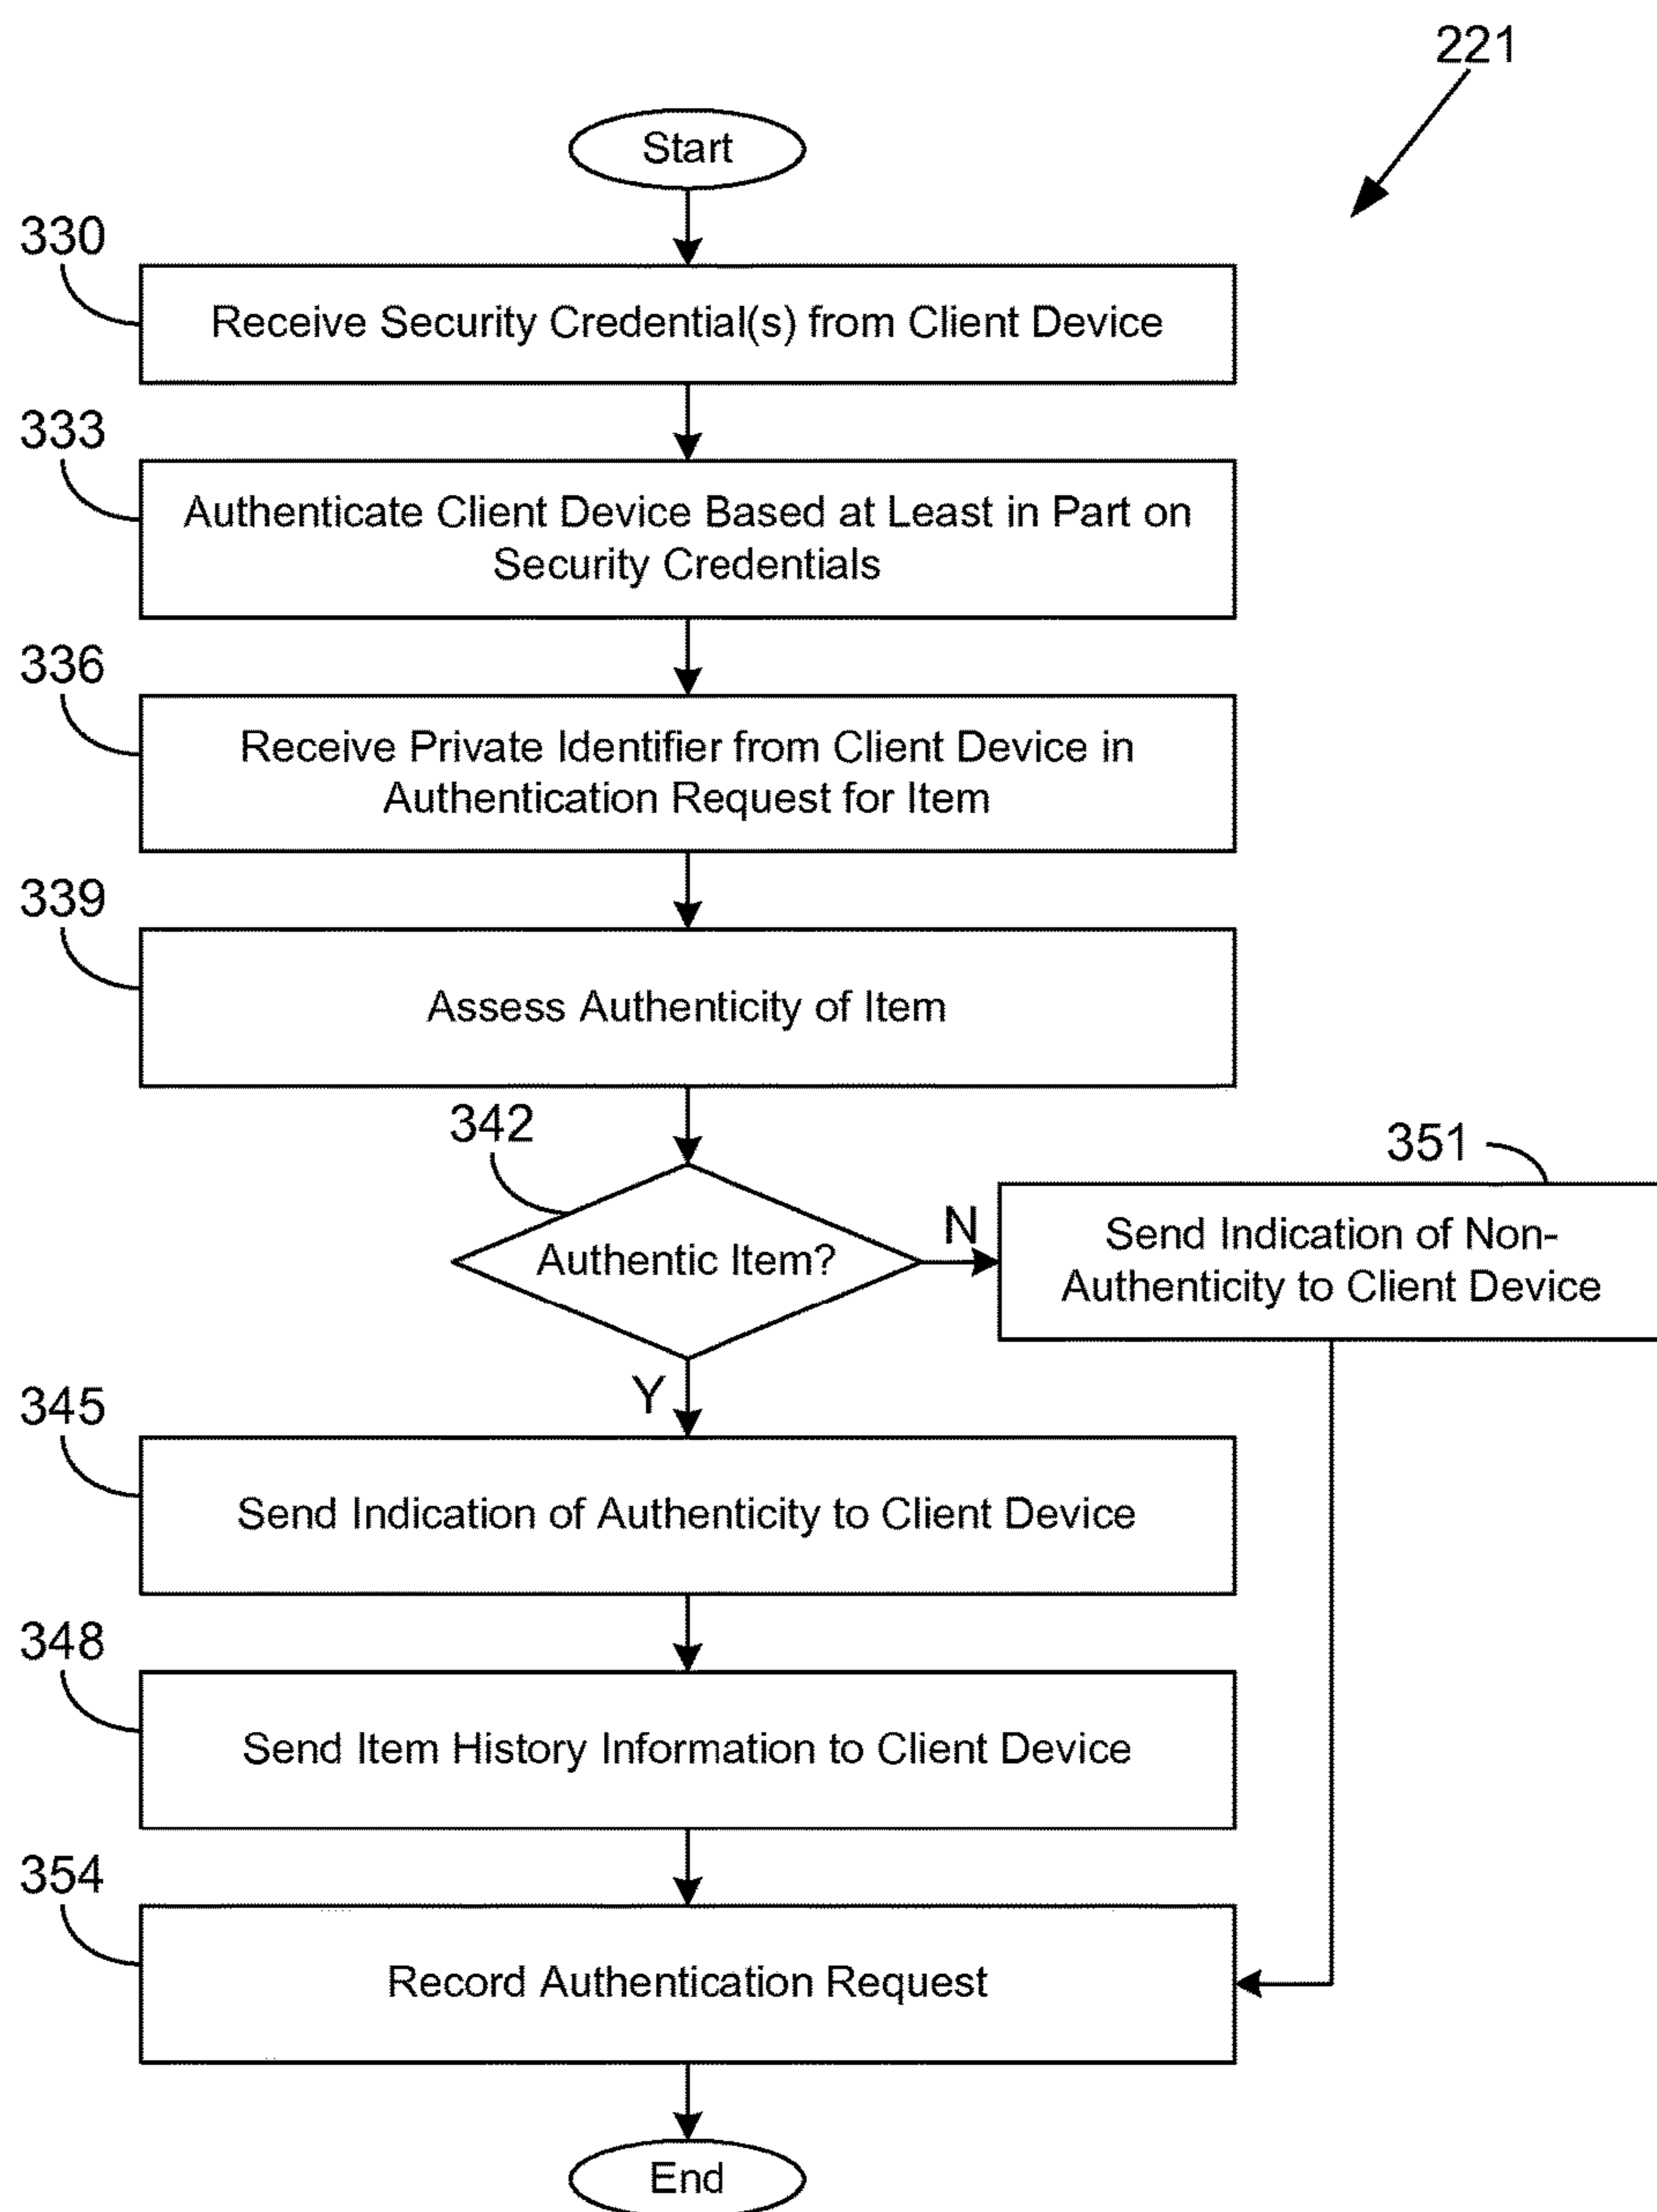 221
Start
330
Receive Security Credential(s) from Client Device
333
Authenticate Client Device Based at Least in Part on
Security Credentials
336
Receive Private Identifier from Client Device in
Authentication Request for Item
339
Assess Authenticity of Item
342
Authentic Item?
N
351
Send Indication of Non-
Authenticity to Client Device
Y
345
Send Indication of Authenticity to Client Device
348
Send Item History Information to Client Device
354
Record Authentication Request
End